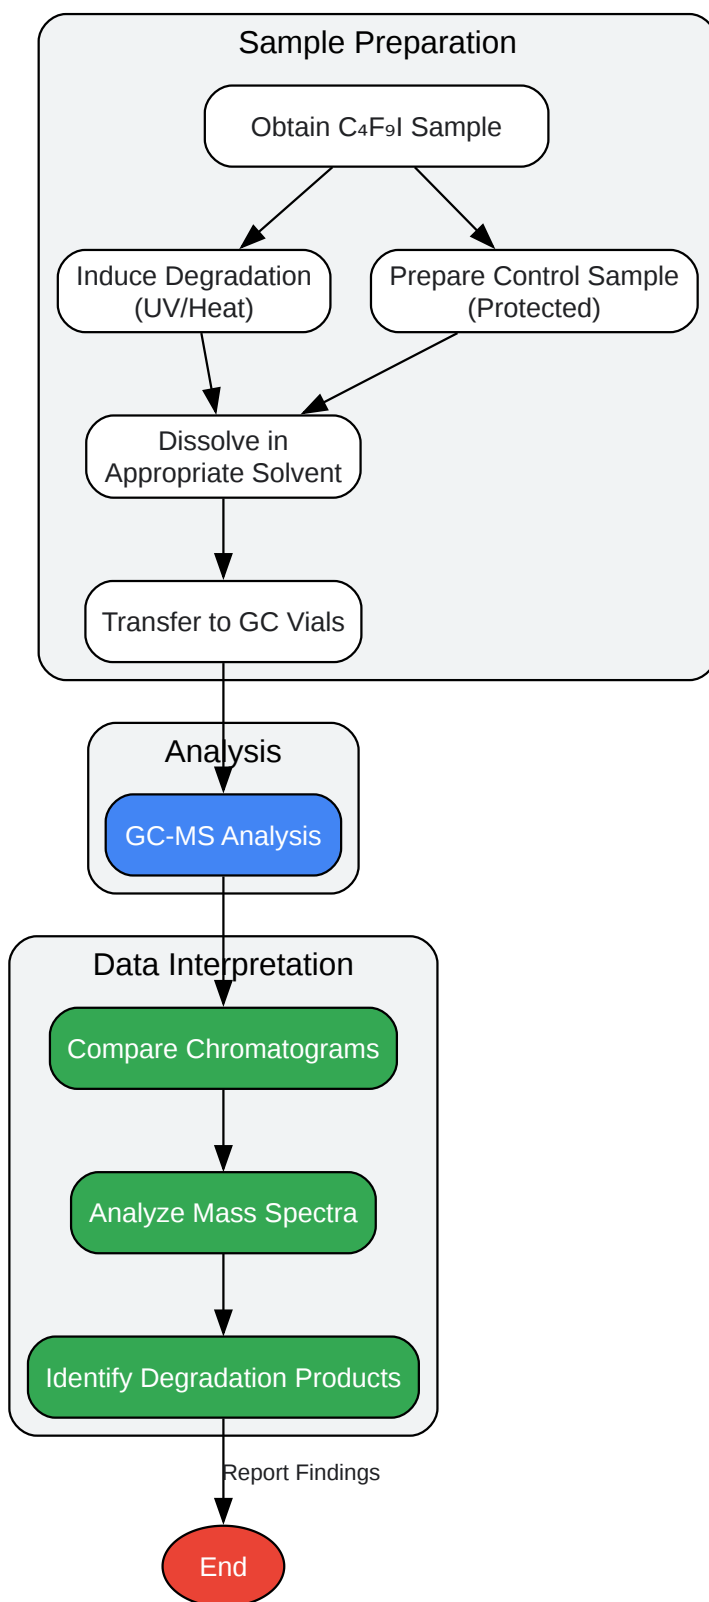 Sample Preparation
Obtain C₄F₉I Sample
Induce Degradation
(UV/Heat)
Prepare Control Sample
(Protected)
Dissolve in
Appropriate Solvent
Transfer to GC Vials
Analysis
GC-MS Analysis
Data Interpretation
Compare Chromatograms
Analyze Mass Spectra
Identify Degradation Products
Report Findings
End